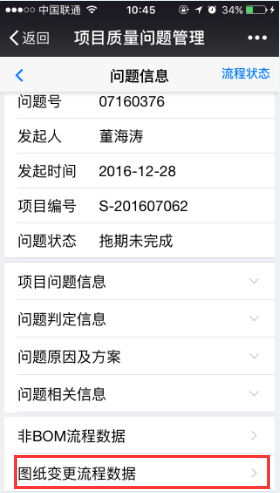 中国联通 10:45 34%
返回 项目质量问题管理
问题信息 流程状态
问题号 07160376
发起人 董海涛
发起时间 2016-12-28
项目编号 S-201607062
问题状态 拖期未完成
项目问题信息
问题判定信息
问题原因及方案
问题相关信息
非BOM流程数据
图纸变更流程数据